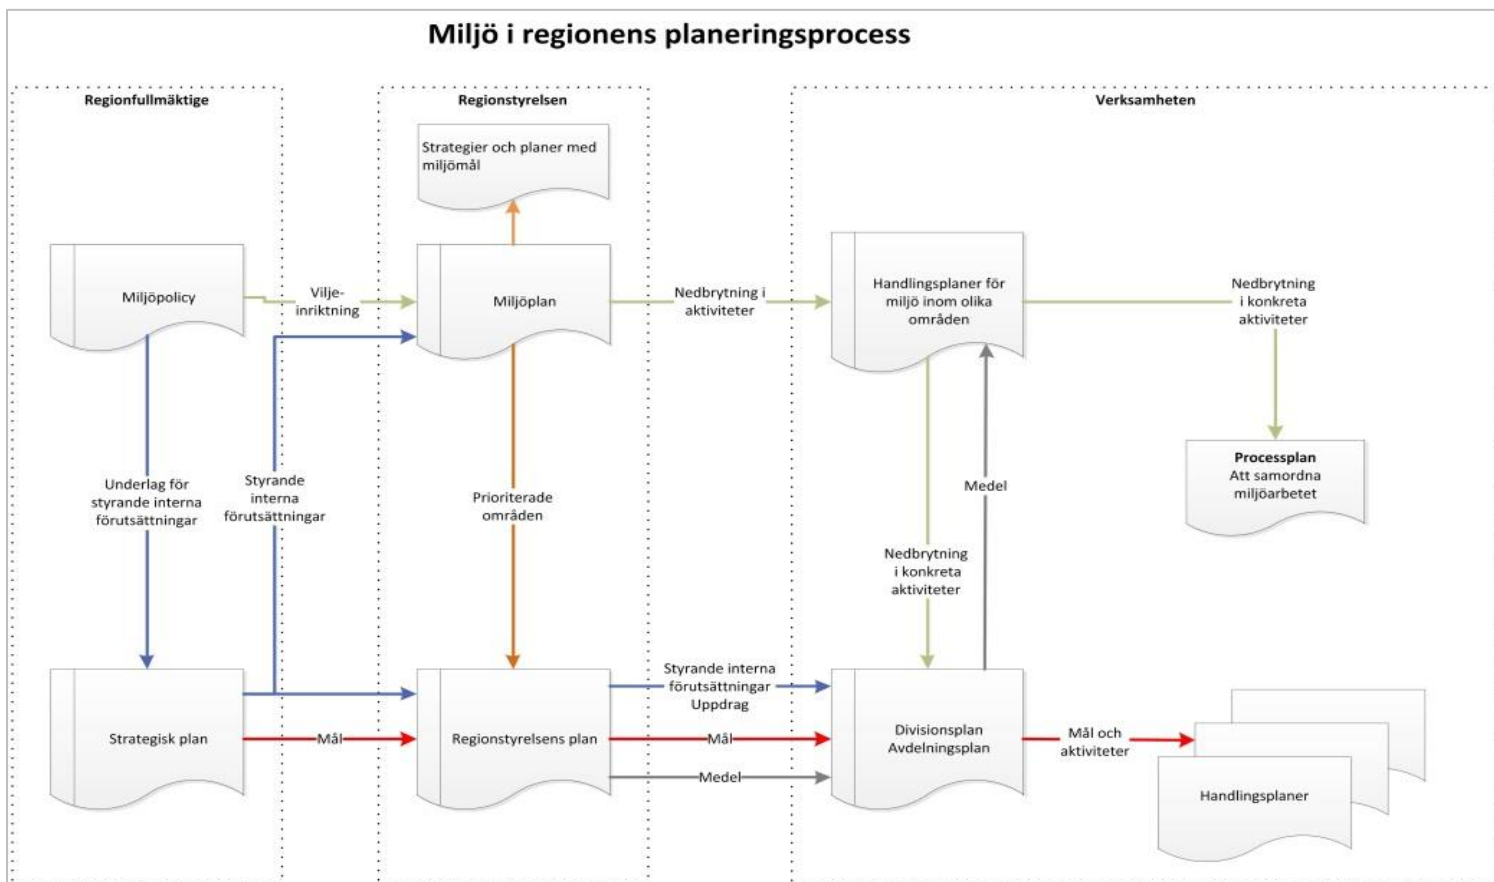 Miljö i regionens planeringsprocess
Regionfullmäktige
Regionstyrelsen
Verksamheten
Strategier och planer med
miljömål
Miljöpolicy
Vilje-
inriktning
Miljöplan
Nedbrytning i
aktiviteter
Handlingsplaner för
miljö inom olika
områden
Nedbrytning
i konkreta
aktiviteter
Underlag för
styrande interna
förutsättningar
Styrande
interna
förutsättningar
Prioriterade
områden
Medel
Processplan
Att samordna
miljöarbetet
Nedbrytning
i konkreta
aktiviteter
Strategisk plan
Mål
Regionstyrelsens plan
Styrande interna
förutsättningar
Uppdrag
Mål
Medel
Divisionsplan
Avdelningsplan
Mål och
aktiviteter
Handlingsplaner